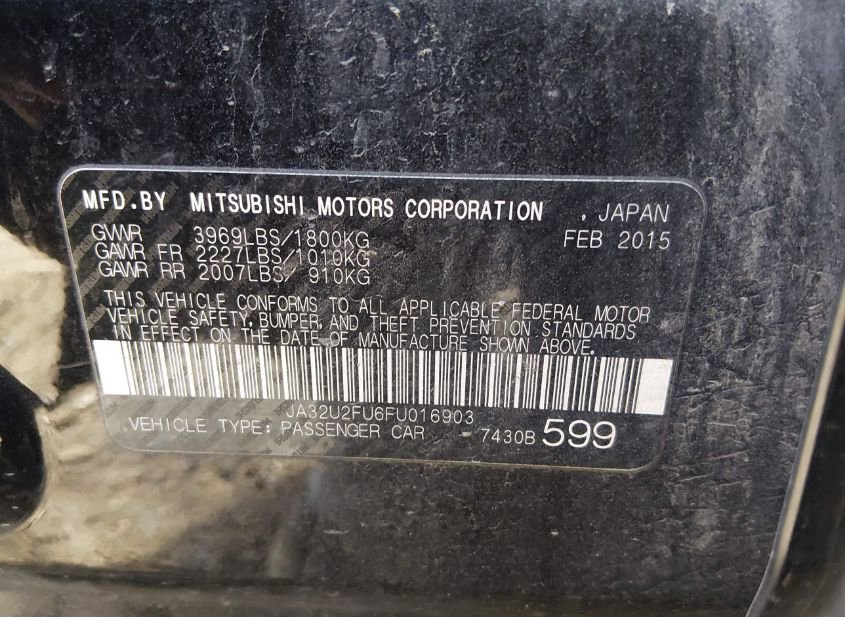 MFD.BY MITSUBISHI MOTORS CORPORATION , JAPAN
GVWR 3969LBS/1800KG FEB 2015
GAWR FR 2227LBS/1010KG
GAWR RR 2007LBS/ 910KG
THIS VEHICLE CONFORMS TO ALL APPLICABLE FEDERAL MOTOR
VEHICLE SAFETY, BUMPER, AND THEFT PREVENTION STANDARDS
IN EFFECT ON THE DATE OF MANUFACTURE SHOWN ABOVE.
JA32U2FU6FU016903
VEHICLE TYPE: PASSENGER CAR 7430B 599